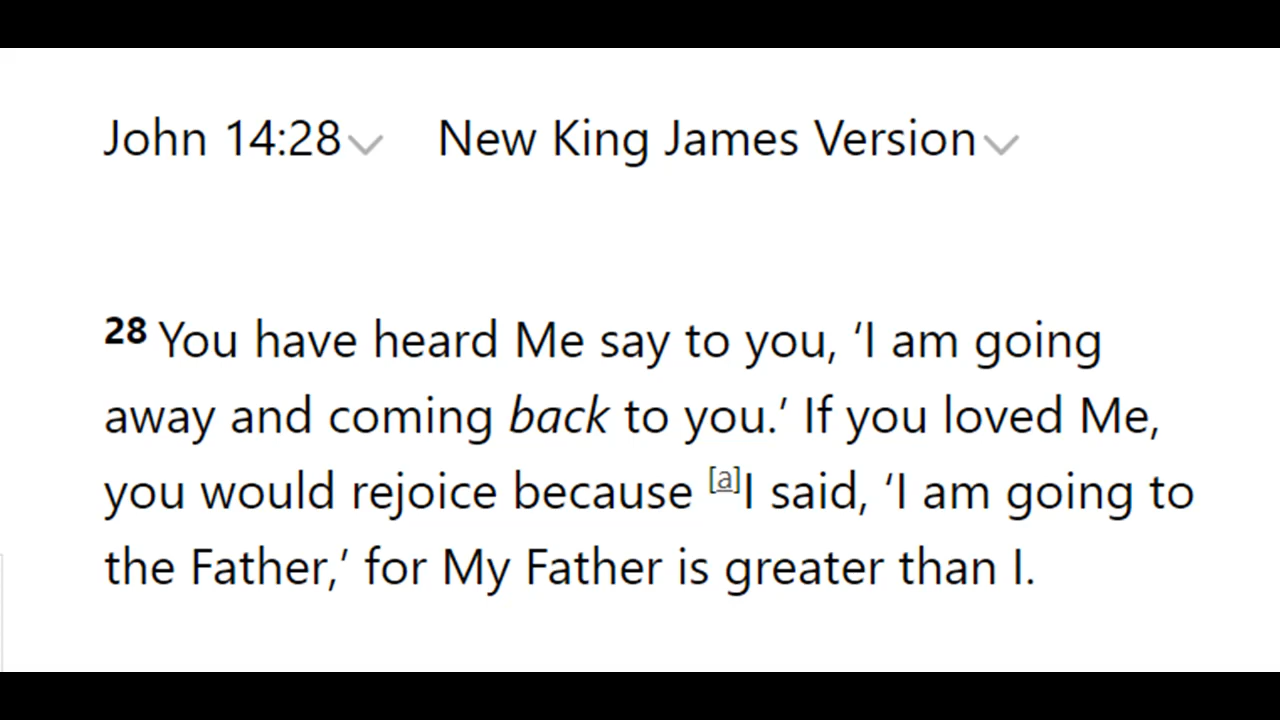 John 14:28 New King James Version
28 You have heard Me say to you, ‘I am going
away and coming back to you.’ If you loved Me,
you would rejoice because [a]I said, ‘I am going to
the Father,’ for My Father is greater than I.